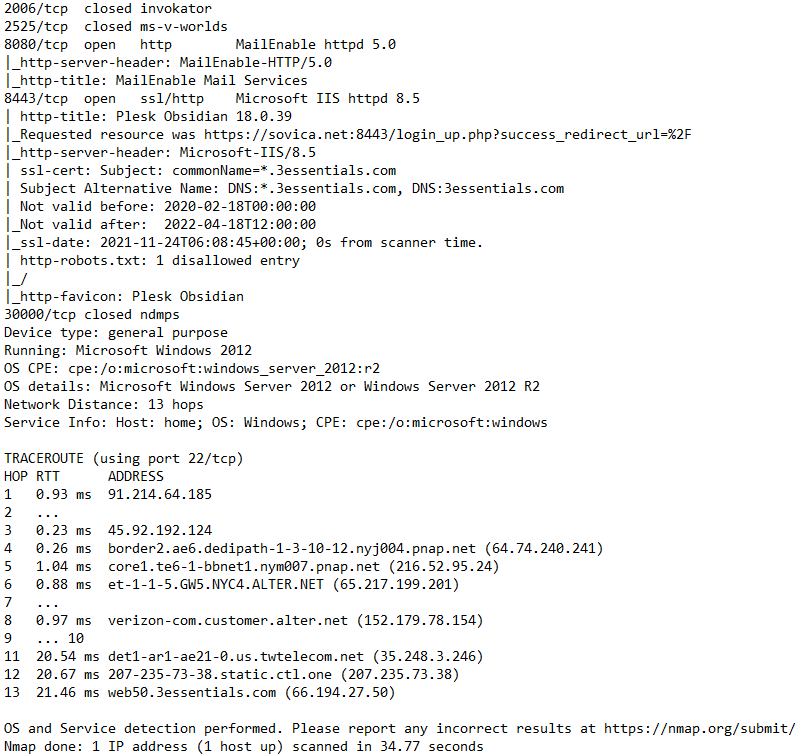 2006/tcp  closed invokator
2525/tcp  closed ms-v-worlds
8080/tcp  open   http        MailEnable httpd 5.0
|_http-server-header: MailEnable-HTTP/5.0
|_http-title: MailEnable Mail Services
8443/tcp  open   ssl/http    Microsoft IIS httpd 8.5
| http-title: Plesk Obsidian 18.0.39
|_Requested resource was https://sovica.net:8443/login_up.php?success_redirect_url=%2F
|_http-server-header: Microsoft-IIS/8.5
| ssl-cert: Subject: commonName=*.3essentials.com
| Subject Alternative Name: DNS:*.3essentials.com, DNS:3essentials.com
| Not valid before: 2020-02-18T00:00:00
|_Not valid after:  2022-04-18T12:00:00
|_ssl-date: 2021-11-24T06:08:45+00:00; 0s from scanner time.
| http-robots.txt: 1 disallowed entry
|_/
|_http-favicon: Plesk Obsidian
30000/tcp closed ndmps
Device type: general purpose
Running: Microsoft Windows 2012
OS CPE: cpe:/o:microsoft:windows_server_2012:r2
OS details: Microsoft Windows Server 2012 or Windows Server 2012 R2
Network Distance: 13 hops
Service Info: Host: home; OS: Windows; CPE: cpe:/o:microsoft:windows

TRACEROUTE (using port 22/tcp)
HOP RTT      ADDRESS
1   0.93 ms  91.214.64.185
2   ...
3   0.23 ms  45.92.192.124
4   0.26 ms  border2.ae6.dedipath-1-3-10-12.nyj004.pnap.net (64.74.240.241)
5   1.04 ms  core1.te6-1-bbnet1.nym007.pnap.net (216.52.95.24)
6   0.88 ms  et-1-1-5.GW5.NYC4.ALTER.NET (65.217.199.201)
7   ...
8   0.97 ms  verizon-com.customer.alter.net (152.179.78.154)
9   ... 10
11  20.54 ms det1-ar1-ae21-0.us.twtelecom.net (35.248.3.246)
12  20.67 ms 207-235-73-38.static.ctl.one (207.235.73.38)
13  21.46 ms web50.3essentials.com (66.194.27.50)

OS and Service detection performed. Please report any incorrect results at https://nmap.org/submit/
Nmap done: 1 IP address (1 host up) scanned in 34.77 seconds